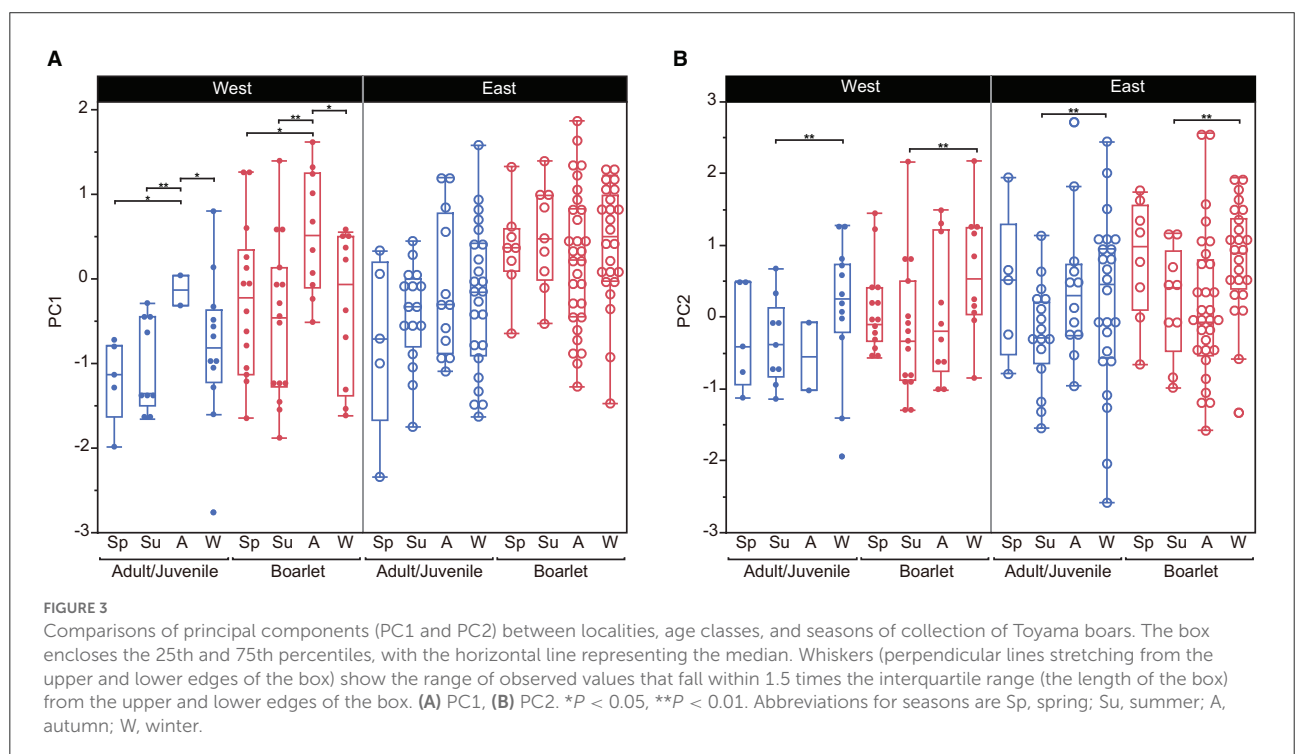 A
West East
2
1
0
-1
-2
-3
PC1
* ** *
* ** *
Sp Su A W Sp Su A W Sp Su A W Sp Su A W
Adult/Juvenile Boarlet Adult/Juvenile Boarlet
B
West East
3
2
1
0
-1
-2
-3
PC2
** ** ** **
Sp Su A W Sp Su A W Sp Su A W Sp Su A W
Adult/Juvenile Boarlet Adult/Juvenile Boarlet
FIGURE 3
Comparisons of principal components (PC1 and PC2) between localities, age classes, and seasons of collection of Toyama boars. The box
encloses the 25th and 75th percentiles, with the horizontal line representing the median. Whiskers (perpendicular lines stretching from the
upper and lower edges of the box) show the range of observed values that fall within 1.5 times the interquartile range (the length of the box)
from the upper and lower edges of the box. (A) PC1, (B) PC2. *P < 0.05, **P < 0.01. Abbreviations for seasons are Sp, spring; Su, summer; A,
autumn; W, winter.